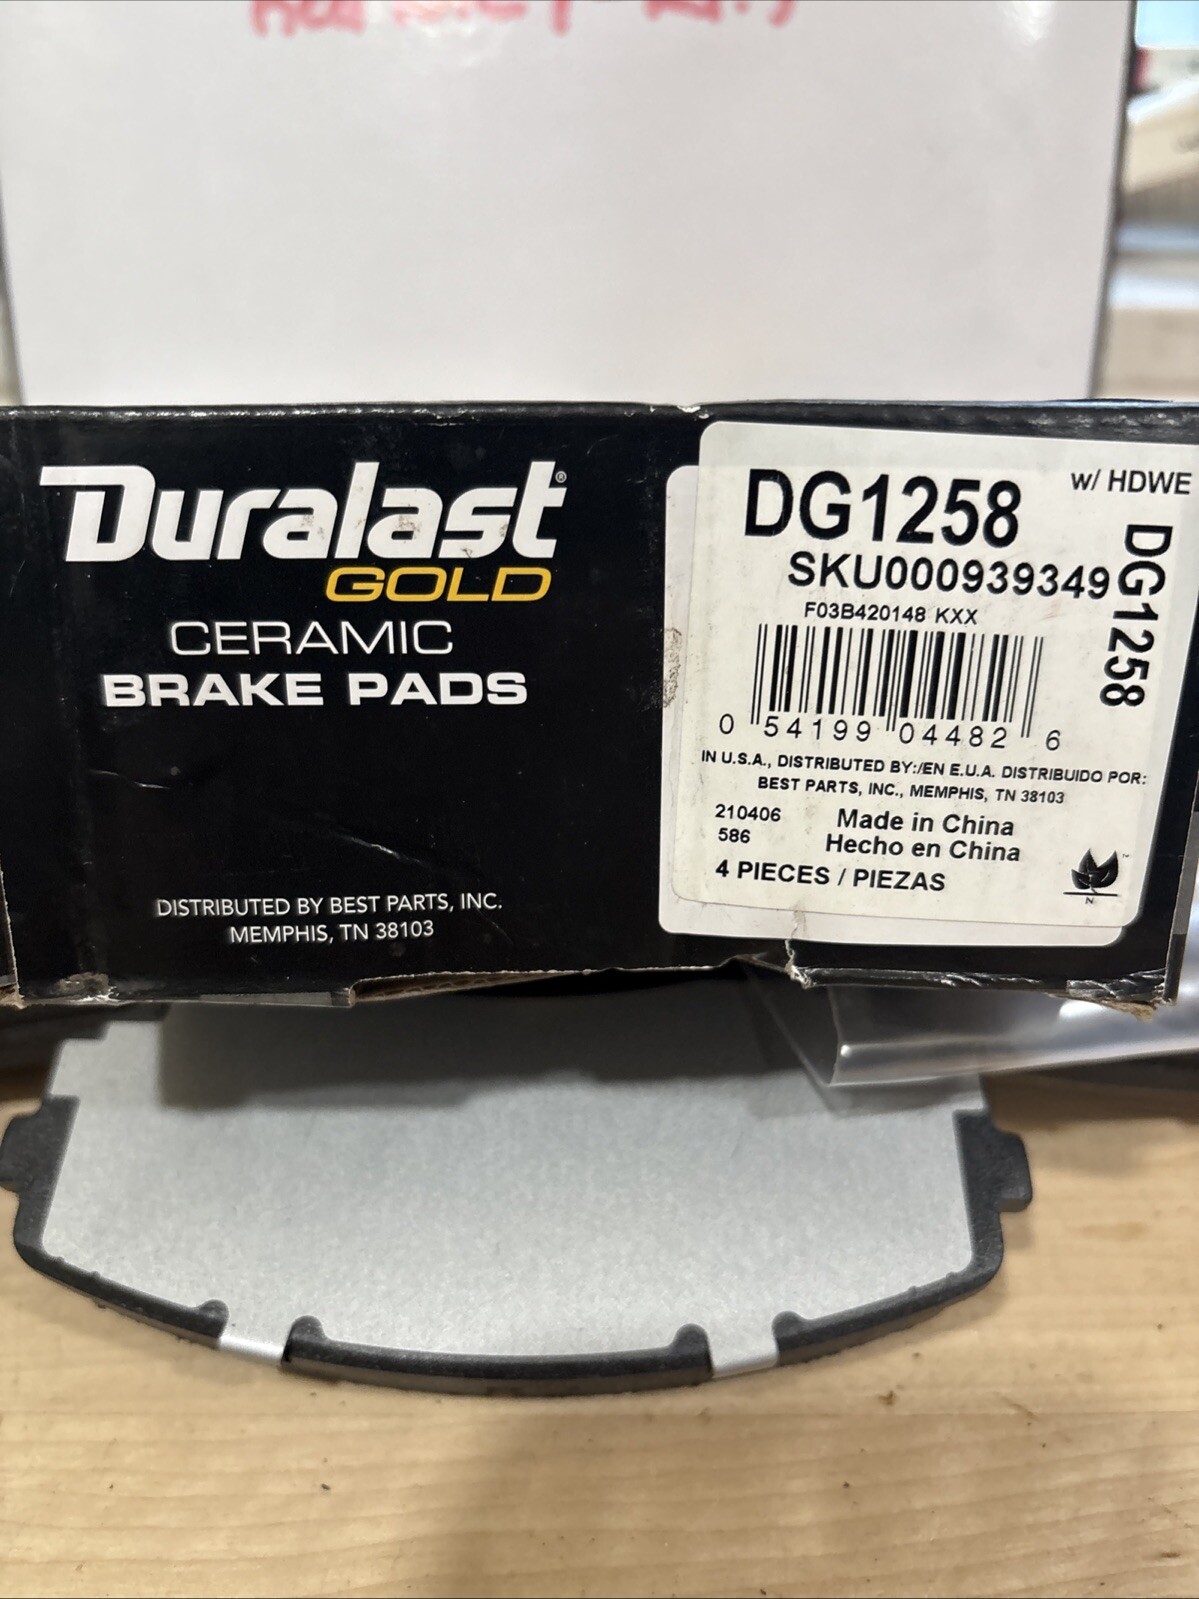 Duralast®
GOLD
CERAMIC
BRAKE PADS
DISTRIBUTED BY BEST PARTS, INC.
MEMPHIS, TN 38103
DG1258
w/ HDWE
SKU000939349
F03B420148 KXX
0 54199 04482 6
DG1258
IN U.S.A., DISTRIBUTED BY:/EN E.U.A. DISTRIBUIDO POR:
BEST PARTS, INC., MEMPHIS, TN 38103
210406
586
Made in China
Hecho en China
4 PIECES / PIEZAS
N